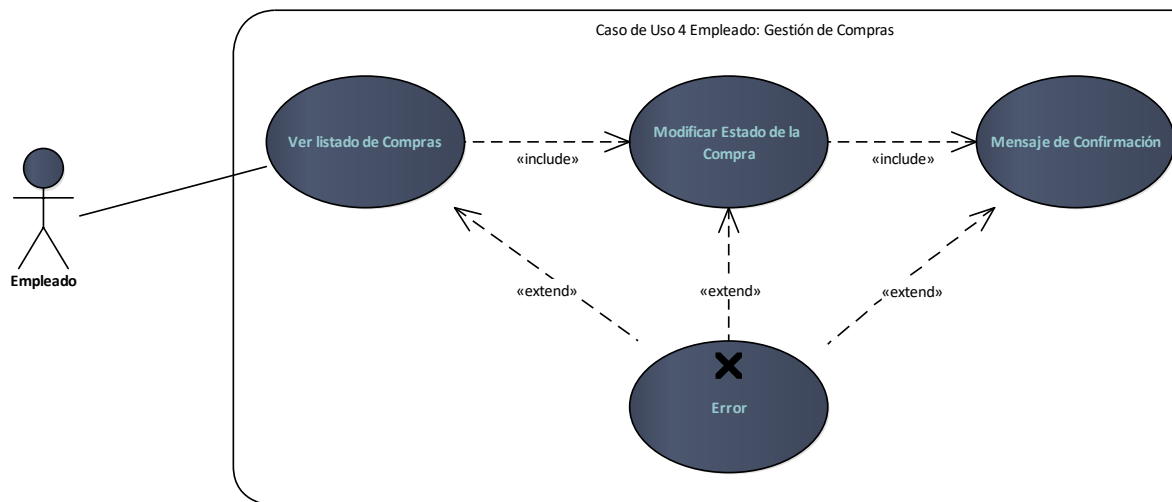 Caso de Uso 4 Empleado: Gestión de Compras
Ver listado de Compras
«include»
Modificar Estado de la
Compra
«include»
Mensaje de Confirmación
Empleado
«extend»
«extend»
«extend»
Error